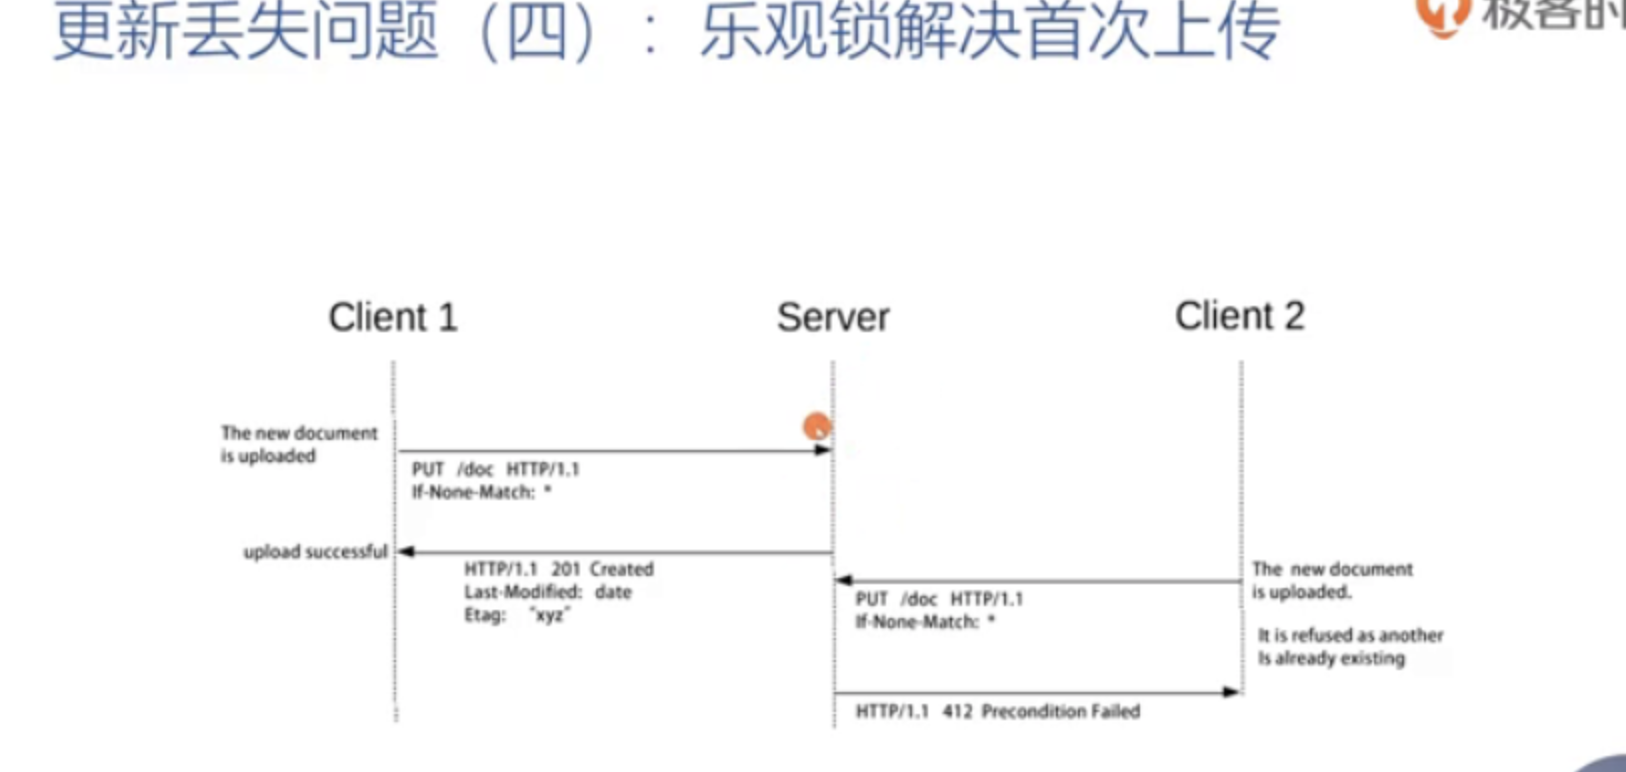 更新丢失问题（四）：乐观锁解决首次上传
极客时
Client 1
Server
Client 2
The new document
is uploaded
PUT /doc HTTP/1.1
If-None-Match: *
upload successful
HTTP/1.1 201 Created
Last-Modified: date
Etag: "xyz"
The new document
is uploaded.
PUT /doc HTTP/1.1
If-None-Match: *
It is refused as another
Is already existing
HTTP/1.1 412 Precondition Failed